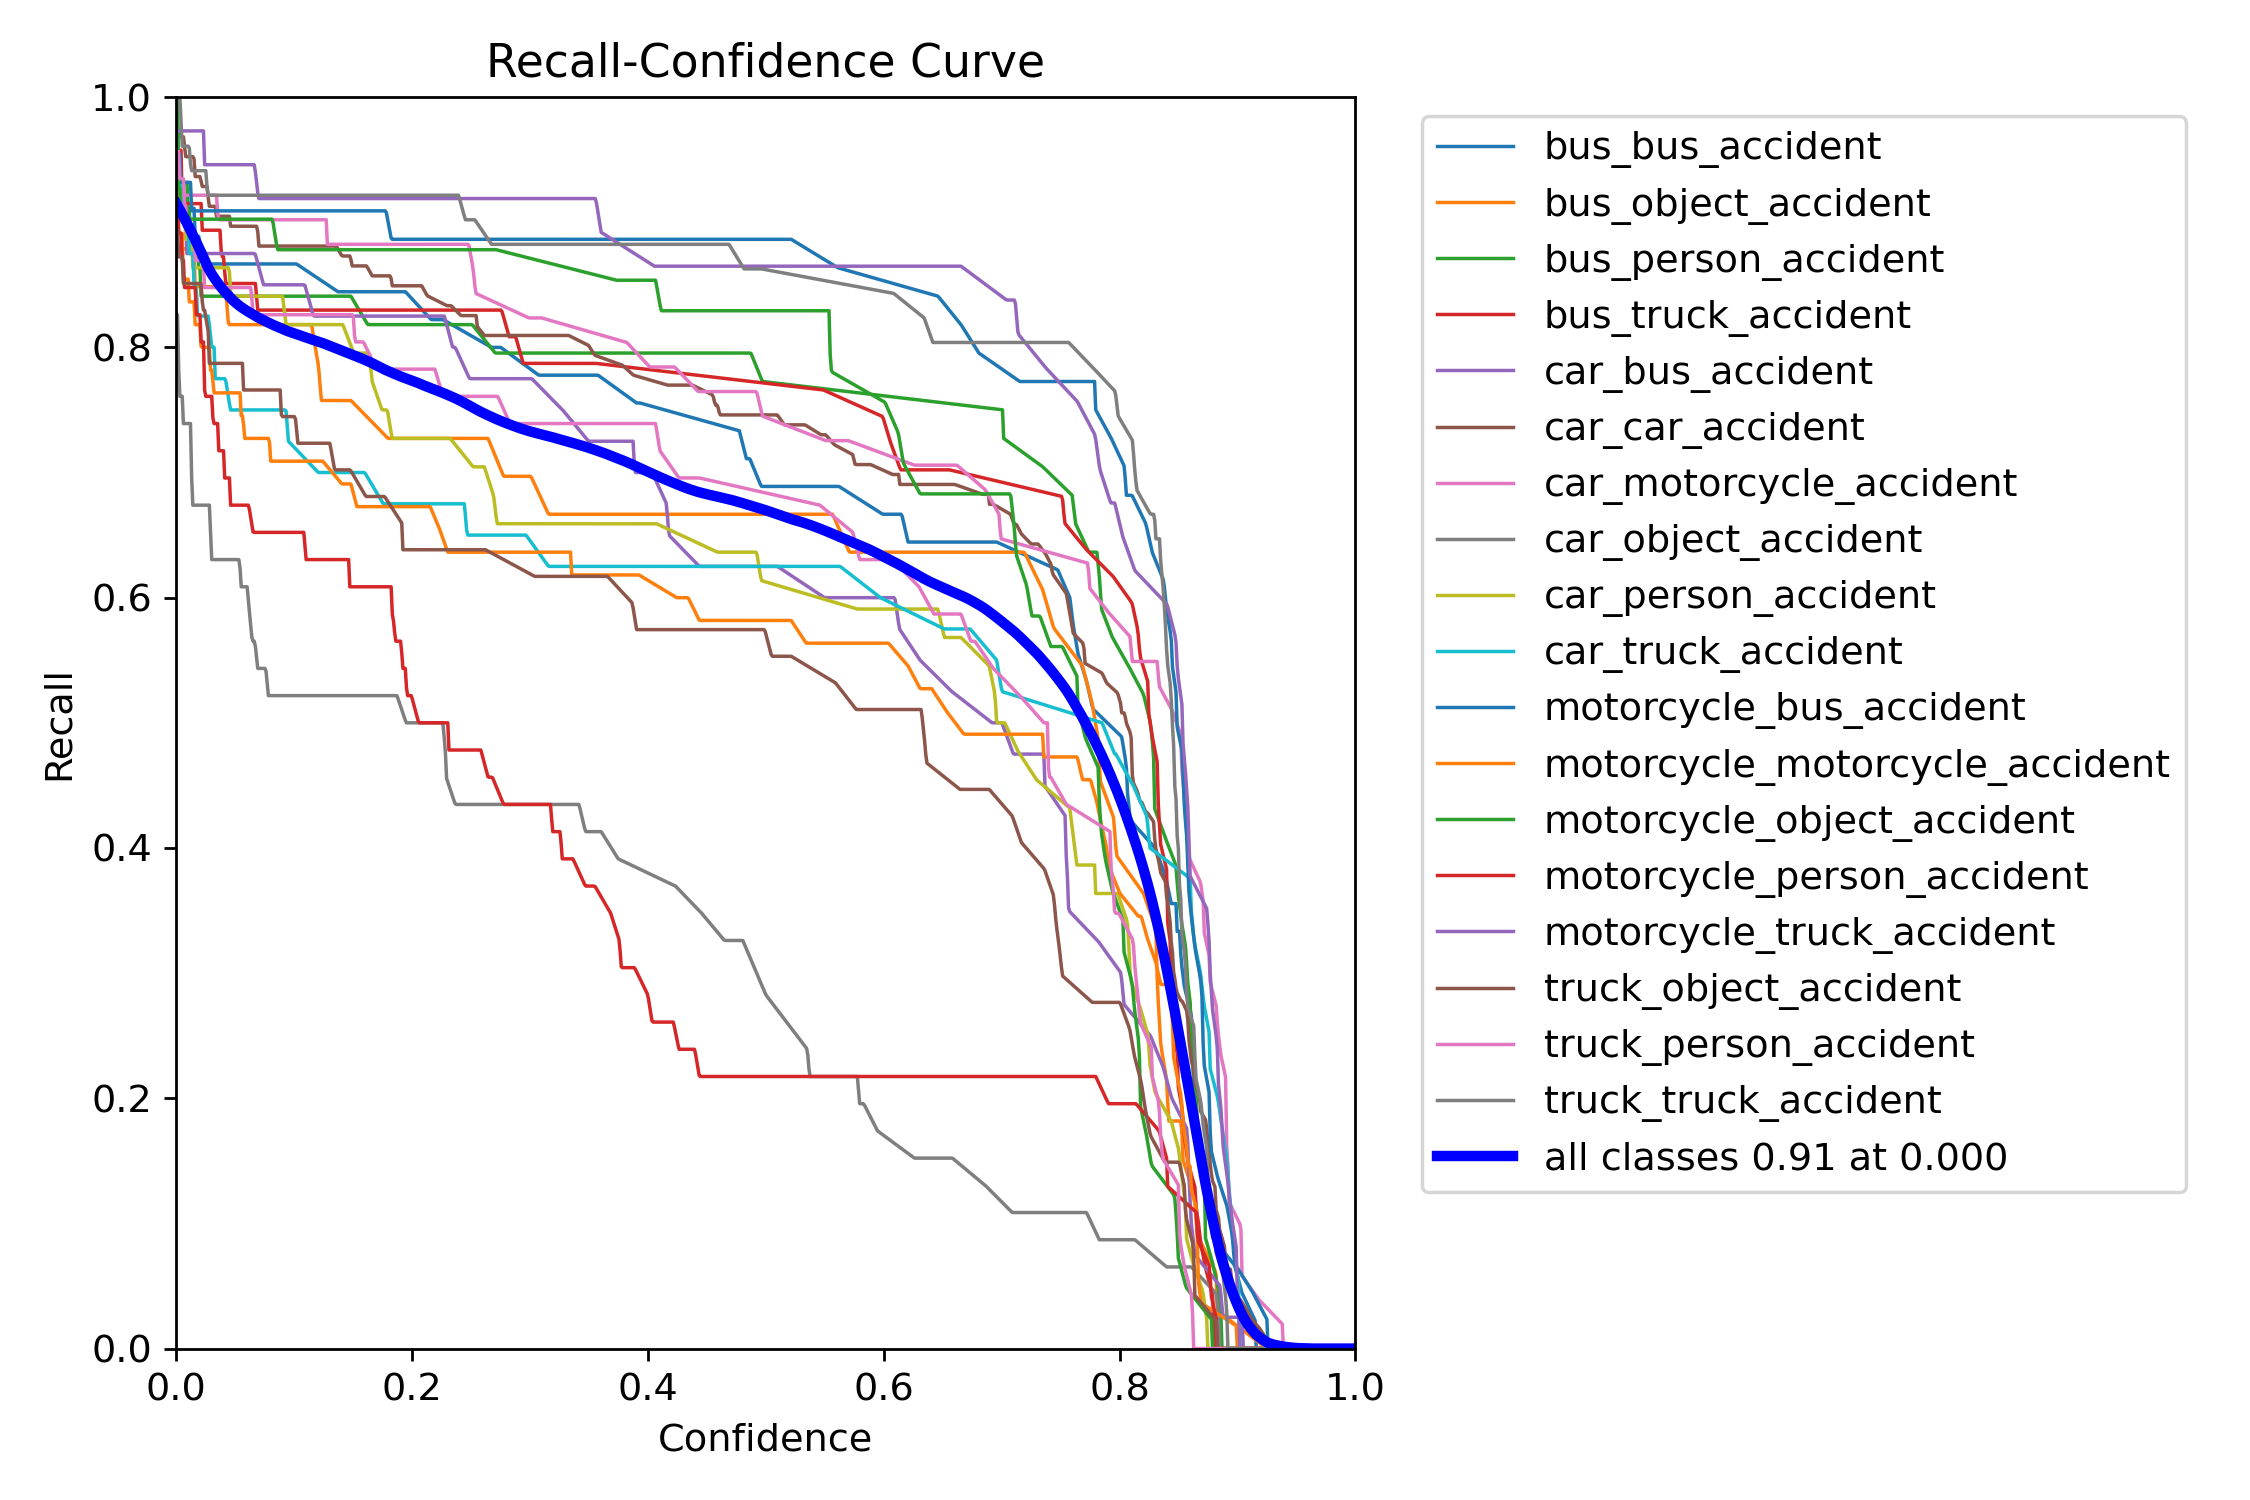 Recall-Confidence Curve
1.0
0.8
0.6
0.4
0.2
0.0
Recall
0.0 0.2 0.4 0.6 0.8 1.0
Confidence
bus_bus_accident
bus_object_accident
bus_person_accident
bus_truck_accident
car_bus_accident
car_car_accident
car_motorcycle_accident
car_object_accident
car_person_accident
car_truck_accident
motorcycle_bus_accident
motorcycle_motorcycle_accident
motorcycle_object_accident
motorcycle_person_accident
motorcycle_truck_accident
truck_object_accident
truck_person_accident
truck_truck_accident
all classes 0.91 at 0.000